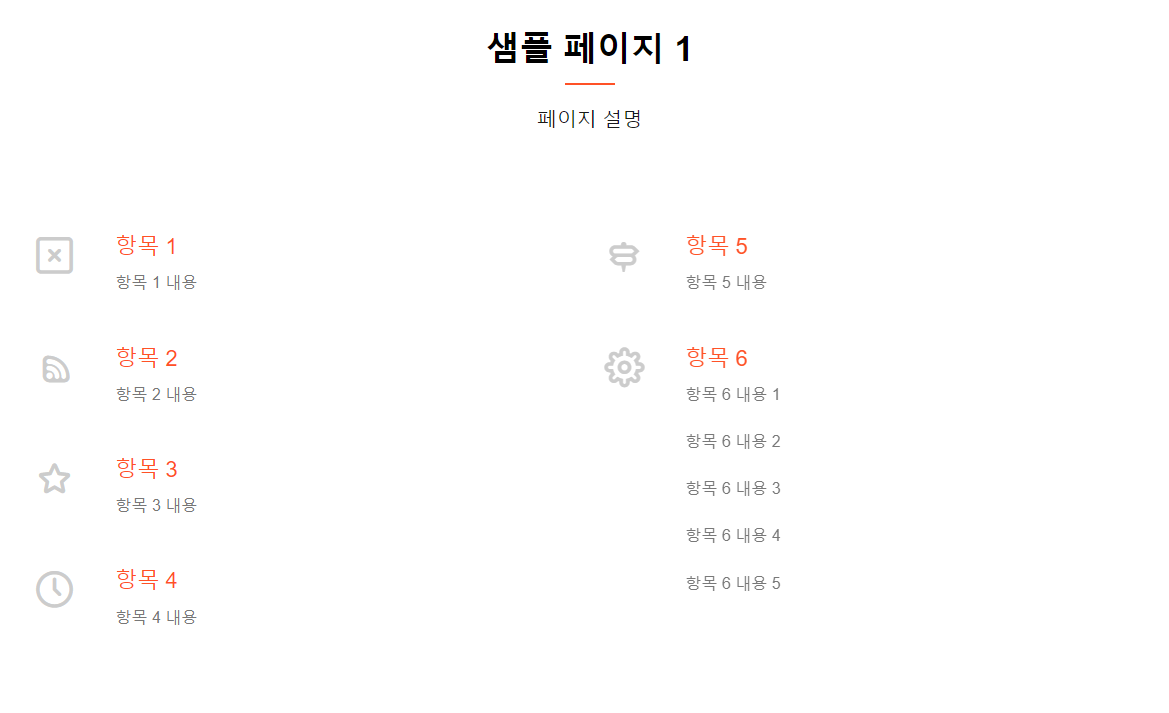 샘플 페이지 1
페이지 설명
항목 1
항목 1 내용
항목 2
항목 2 내용
항목 3
항목 3 내용
항목 4
항목 4 내용
항목 5
항목 5 내용
항목 6
항목 6 내용 1
항목 6 내용 2
항목 6 내용 3
항목 6 내용 4
항목 6 내용 5